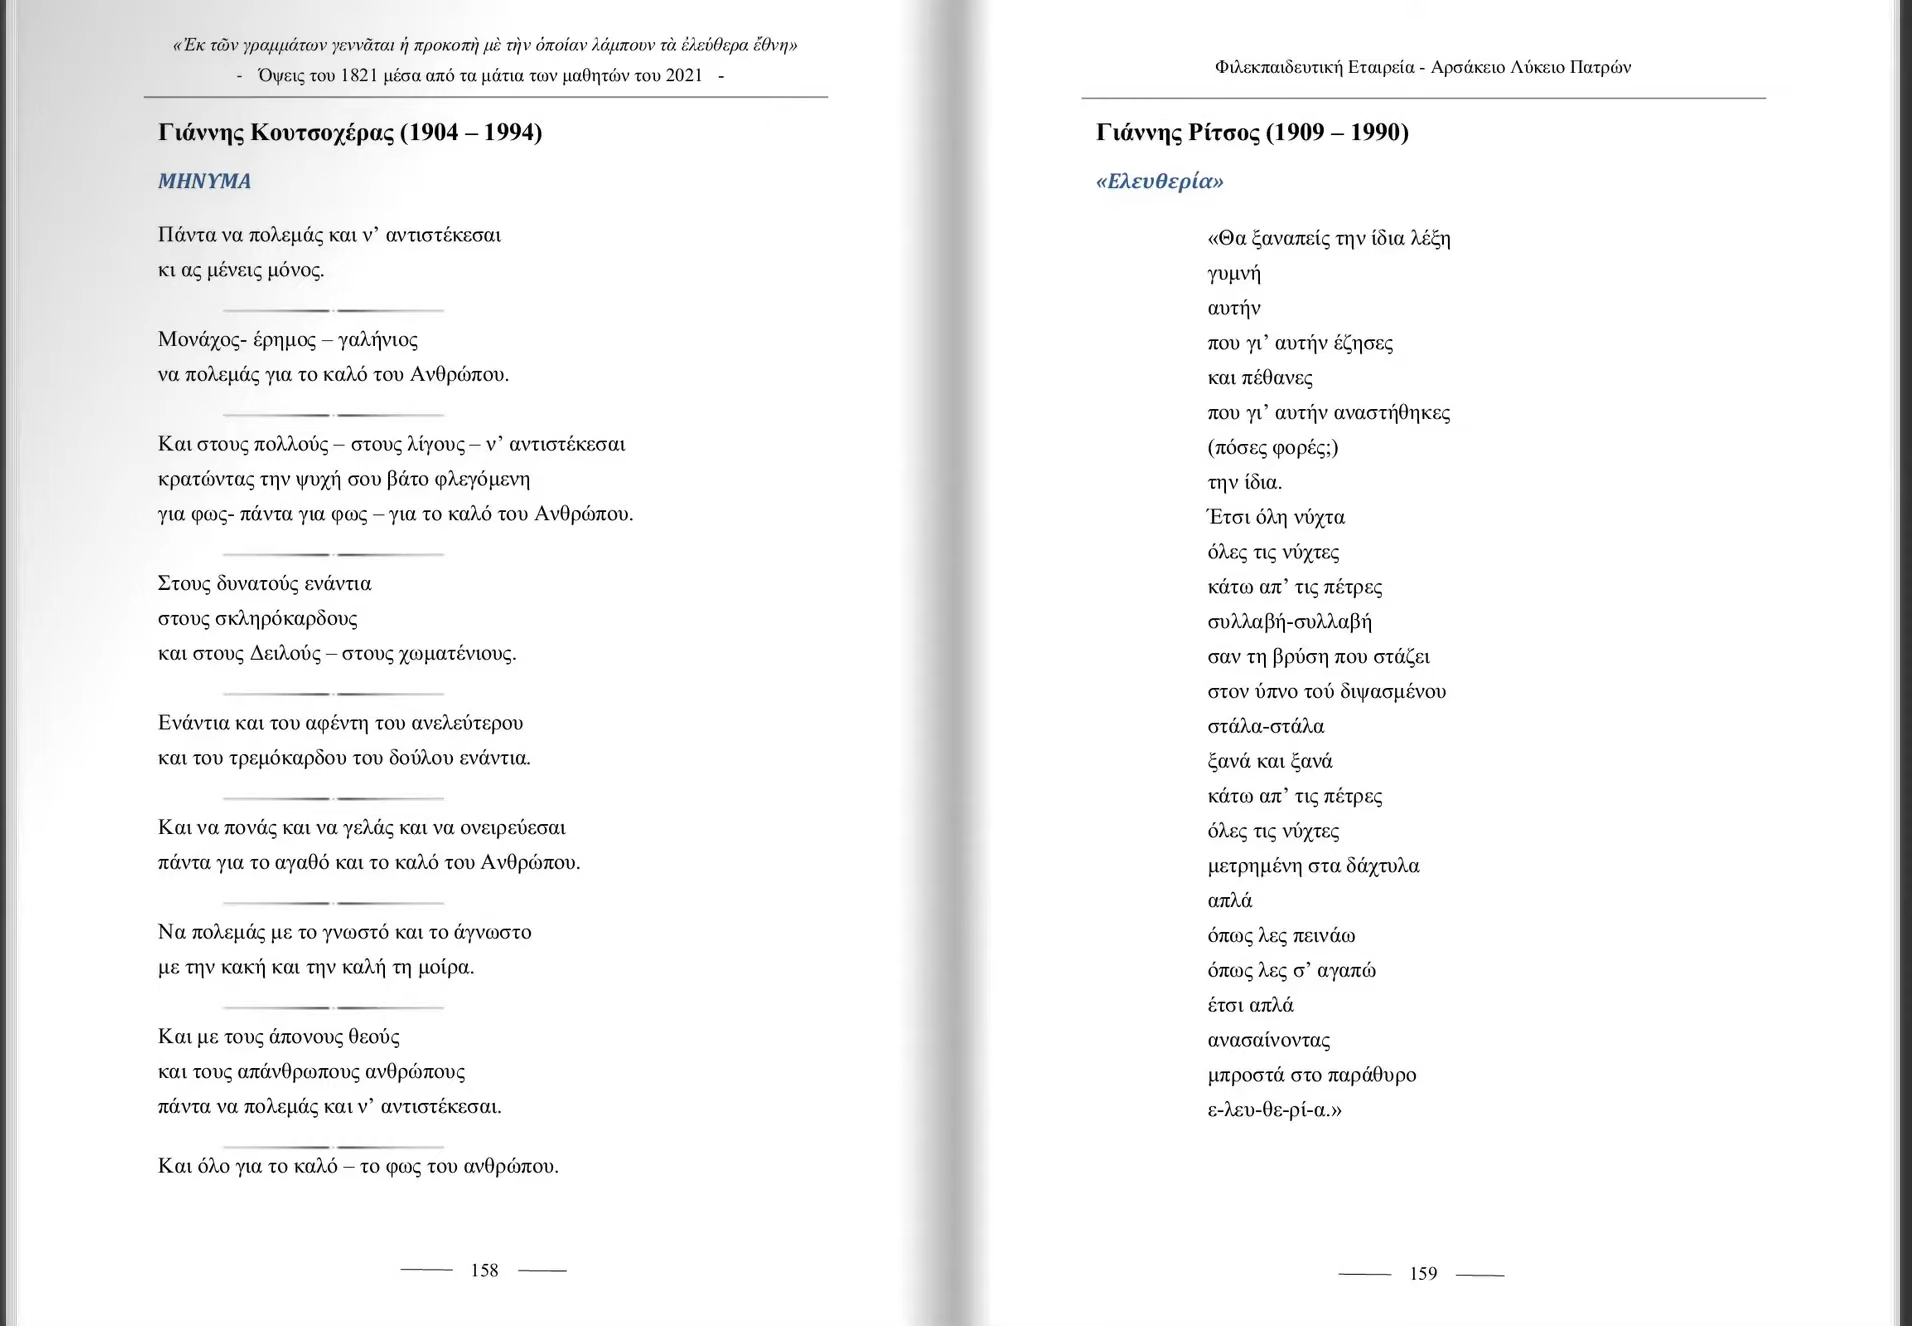 «Ἐκ τῶν γραμμάτων γεννᾶται ἡ προκοπὴ μὲ τὴν ὁποίαν λάμπουν τὰ ἐλεύθερα ἔθνη»
- Όψεις του 1821 μέσα από τα μάτια των μαθητών του 2021 -
Γιάννης Κουτσοχέρας (1904 – 1994)
ΜΗΝΥΜΑ
Πάντα να πολεμάς και ν’ αντιστέκεσαι
κι ας μένεις μόνος.
Μονάχος- έρημος – γαλήνιος
να πολεμάς για το καλό του Ανθρώπου.
Και στους πολλούς – στους λίγους – ν’ αντιστέκεσαι
κρατώντας την ψυχή σου βάτο φλεγόμενη
για φως- πάντα για φως – για το καλό του Ανθρώπου.
Στους δυνατούς ενάντια
στους σκληρόκαρδους
και στους Δειλούς – στους χωματένιους.
Ενάντια και του αφέντη του ανελεύτερου
και του τρεμόκαρδου του δούλου ενάντια.
Και να πονάς και να γελάς και να ονειρεύεσαι
πάντα για το αγαθό και το καλό του Ανθρώπου.
Να πολεμάς με το γνωστό και το άγνωστο
με την κακή και την καλή τη μοίρα.
Και με τους άπονους θεούς
και τους απάνθρωπους ανθρώπους
πάντα να πολεμάς και ν’ αντιστέκεσαι.
Και όλο για το καλό – το φως του ανθρώπου.
158
Φιλεκπαιδευτική Εταιρεία - Αρσάκειο Λύκειο Πατρών
Γιάννης Ρίτσος (1909 – 1990)
«Ελευθερία»
«Θα ξαναπείς την ίδια λέξη
γυμνή
αυτήν
που γι’ αυτήν έζησες
και πέθανες
που γι’ αυτήν αναστήθηκες
(πόσες φορές;)
την ίδια.
Έτσι όλη νύχτα
όλες τις νύχτες
κάτω απ’ τις πέτρες
συλλαβή-συλλαβή
σαν τη βρύση που στάζει
στον ύπνο τού διψασμένου
στάλα-στάλα
ξανά και ξανά
κάτω απ’ τις πέτρες
όλες τις νύχτες
μετρημένη στα δάχτυλα
απλά
όπως λες πεινάω
όπως λες σ’ αγαπώ
έτσι απλά
ανασαίνοντας
μπροστά στο παράθυρο
ε-λευ-θε-ρί-α.»
159